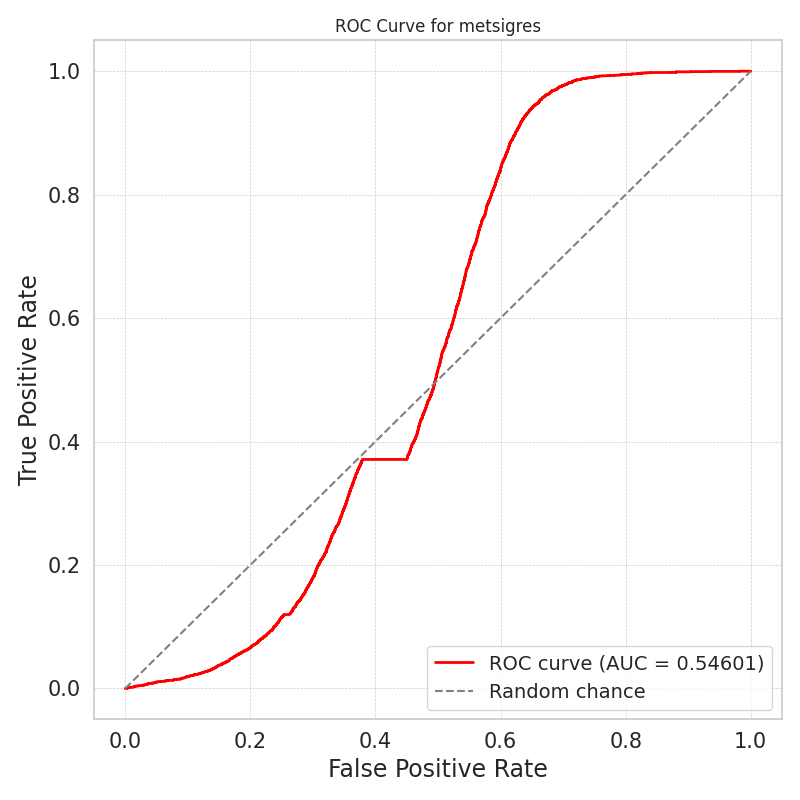 ROC Curve for metsigres
True Positive Rate
1.0
0.8
0.6
0.4
0.2
0.0
ROC curve (AUC = 0.54601)
Random chance
0.0 0.2 0.4 0.6 0.8 1.0
False Positive Rate